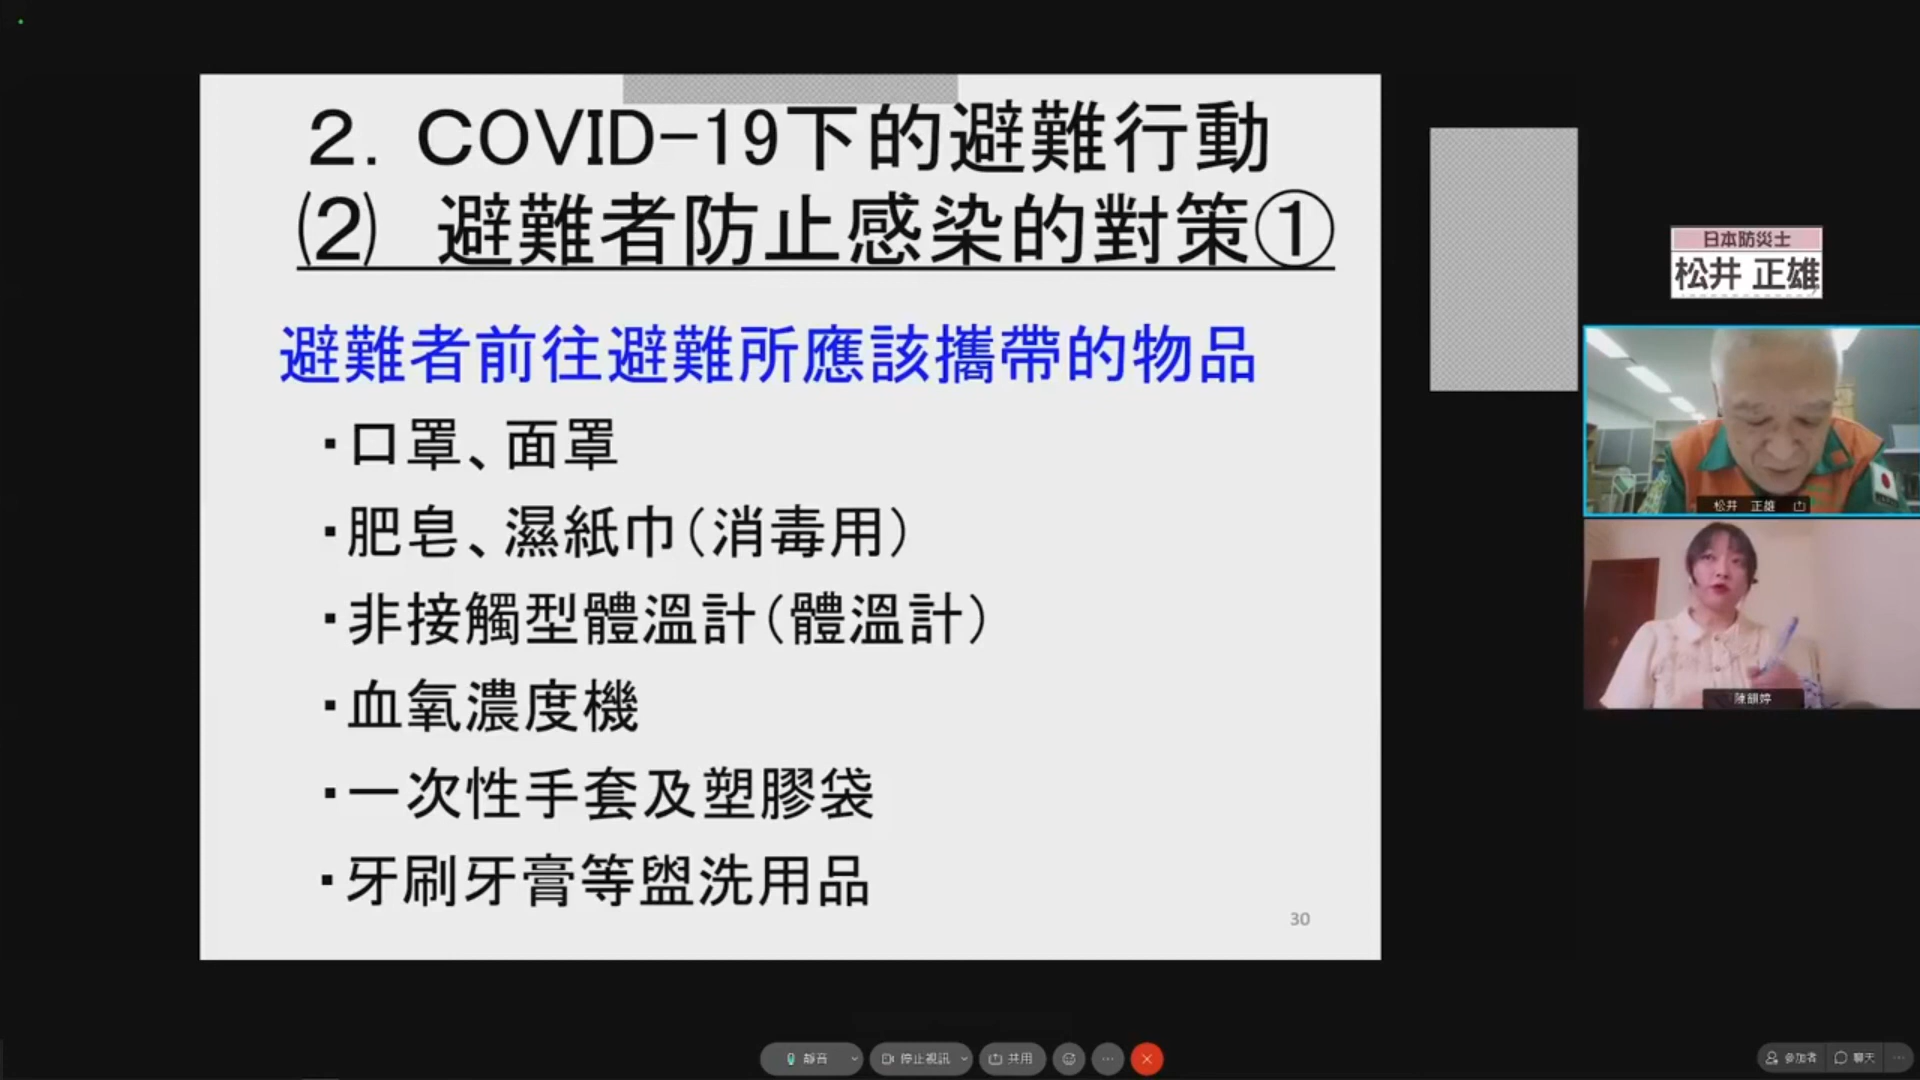 2．COVID-19下的避難行動
⑵　避難者防止感染的對策①
避難者前往避難所應該攜帶的物品
・口罩、面罩
・肥皂、濕紙巾（消毒用）
・非接觸型體溫計（體溫計）
・血氧濃度機
・一次性手套及塑膠袋
・牙刷牙膏等盥洗用品
30
日本防災士
松井 正雄
松井　正雄
陳韻婷
靜音
停止視訊
共用
參加者
聊天